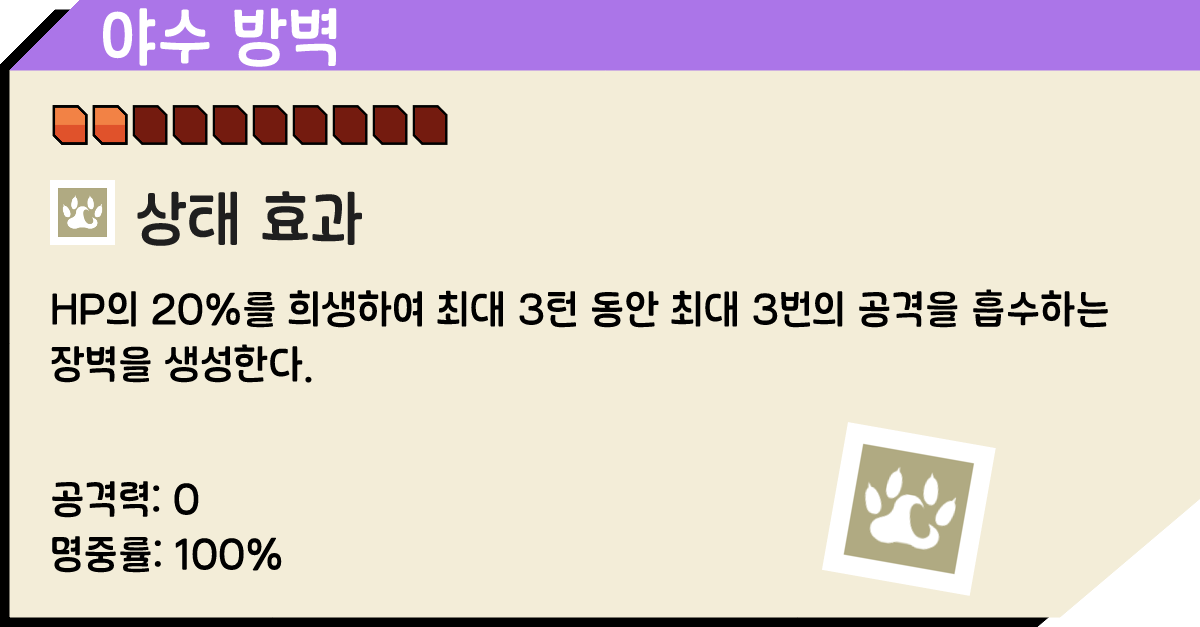 야수 방벽
상태 효과
HP의 20%를 희생하여 최대 3턴 동안 최대 3번의 공격을 흡수하는
장벽을 생성한다.
공격력: 0
명중률: 100%